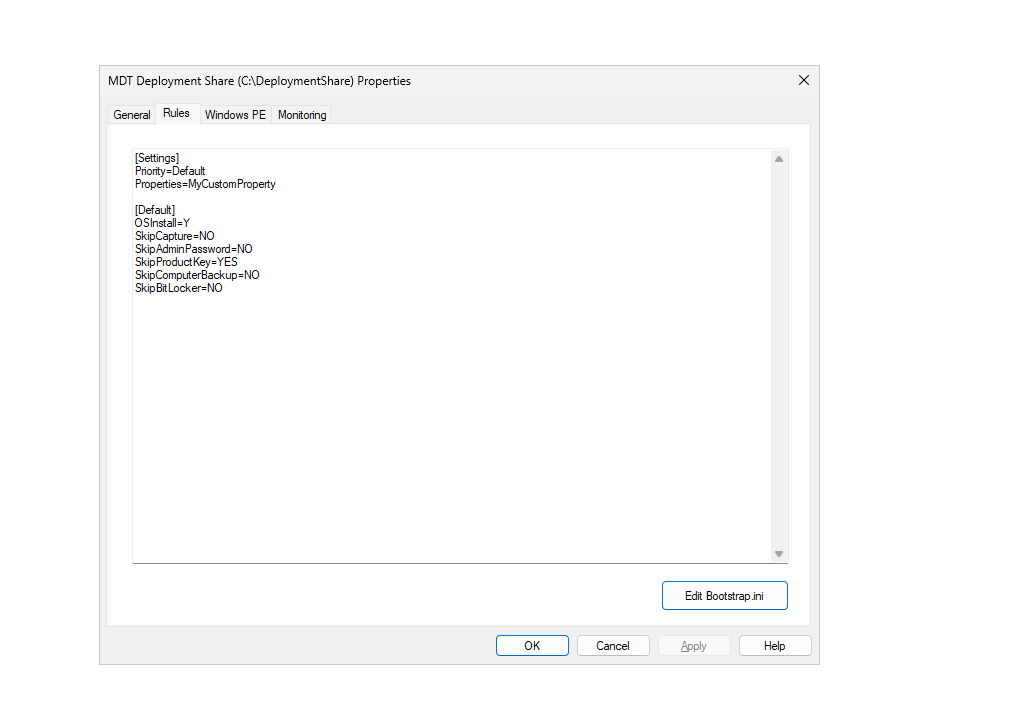 MDT Deployment Share (C:\DeploymentShare) Properties
General Rules Windows PE Monitoring
[Settings]
Priority=Default
Properties=MyCustomProperty
[Default]
OSInstall=Y
SkipCapture=NO
SkipAdminPassword=NO
SkipProductKey=YES
SkipComputerBackup=NO
SkipBitLocker=NO
Edit Bootstrap.ini
OK Cancel Apply Help